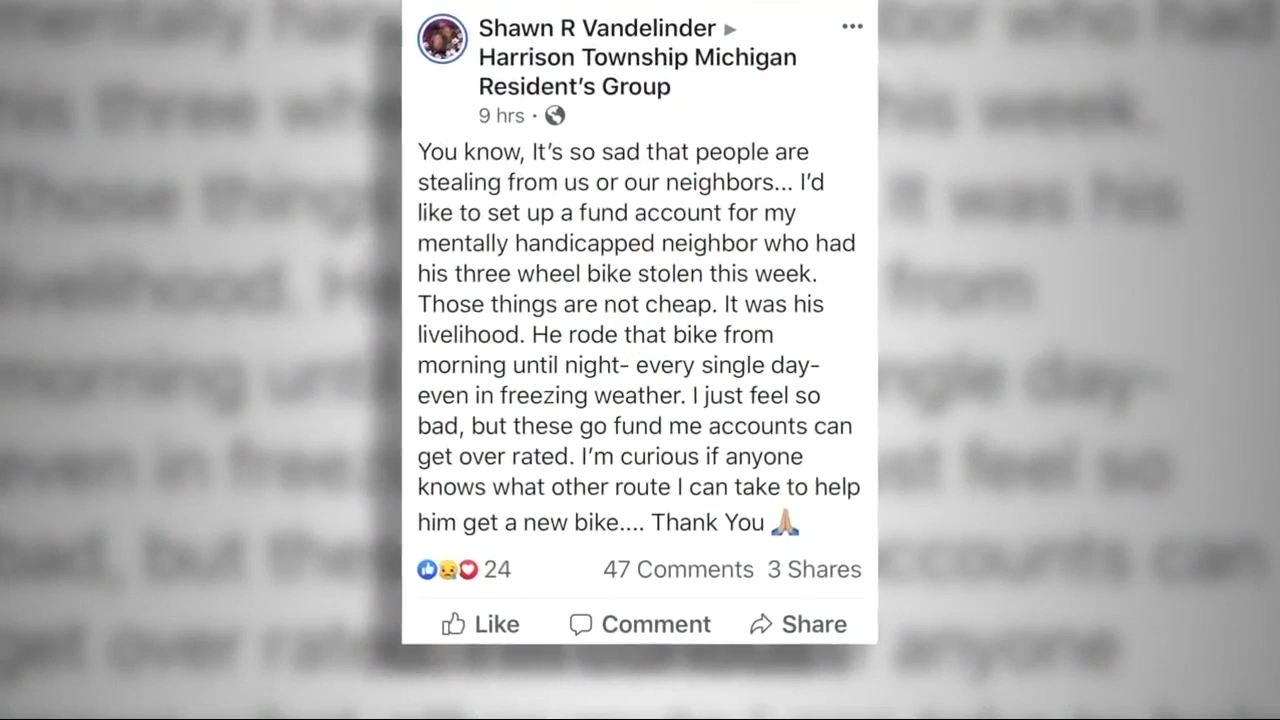 Shawn R Vandelinder ▸
Harrison Township Michigan
Resident's Group
9 hrs ·
You know, It's so sad that people are
stealing from us or our neighbors... I'd
like to set up a fund account for my
mentally handicapped neighbor who had
his three wheel bike stolen this week.
Those things are not cheap. It was his
livelihood. He rode that bike from
morning until night- every single day-
even in freezing weather. I just feel so
bad, but these go fund me accounts can
get over rated. I'm curious if anyone
knows what other route I can take to help
him get a new bike.... Thank You 🙏🏼
24 47 Comments 3 Shares
Like Comment Share